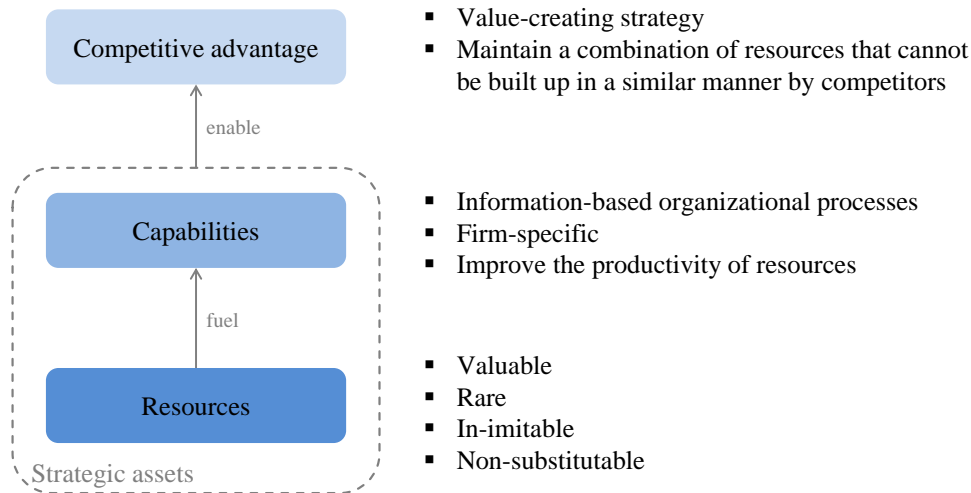 Competitive advantage
▪ Value-creating strategy
▪ Maintain a combination of resources that cannot
be built up in a similar manner by competitors
enable
Capabilities
▪ Information-based organizational processes
▪ Firm-specific
▪ Improve the productivity of resources
fuel
Resources
▪ Valuable
▪ Rare
▪ In-imitable
▪ Non-substitutable
Strategic assets